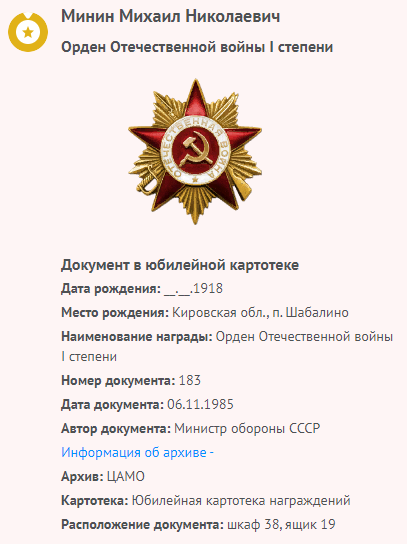 Минин Михаил Николаевич
Орден Отечественной войны I степени
ОТЕЧЕСТВЕННАЯ ВОЙНА
Документ в юбилейной картотеке
Дата рождения: __.__.1918
Место рождения: Кировская обл., п. Шабалино
Наименование награды: Орден Отечественной войны
I степени
Номер документа: 183
Дата документа: 06.11.1985
Автор документа: Министр обороны СССР
Информация об архиве -
Архив: ЦАМО
Картотека: Юбилейная картотека награждений
Расположение документа: шкаф 38, ящик 19